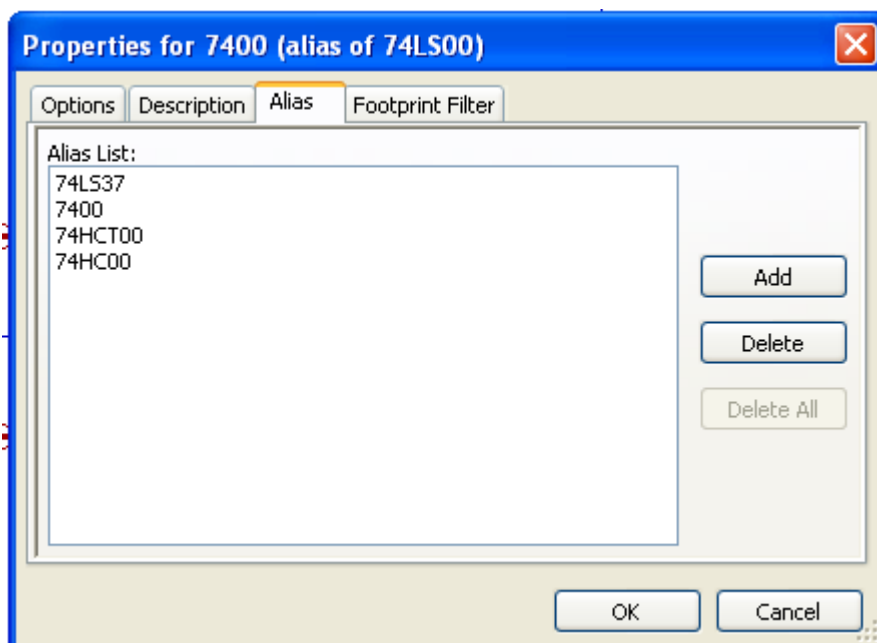 Properties for 7400 (alias of 74LS00)
Options Description Alias Footprint Filter
Alias List:
74LS37
7400
74HCT00
74HC00
Add
Delete
Delete All
OK Cancel